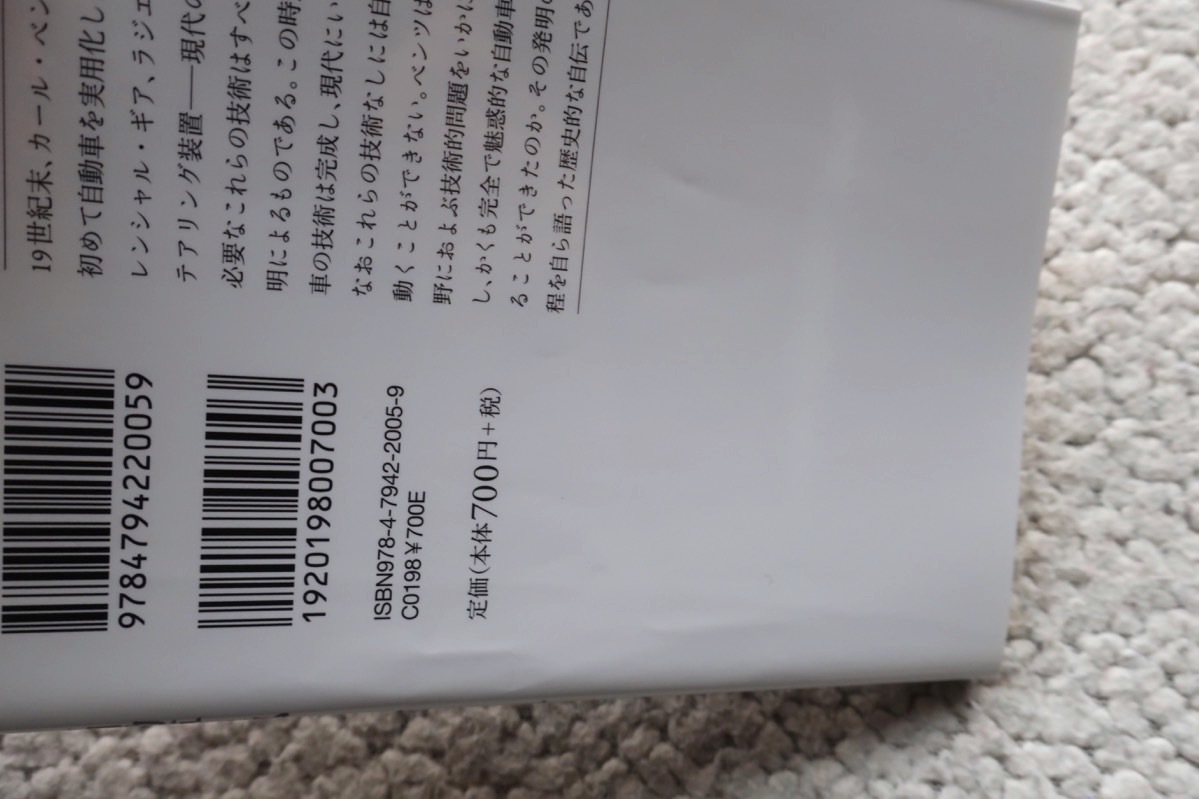 19世紀末、カール・ベン
初めて自動車を実用化し
レンシャル・ギア、ラジェ
テアリング装置──現代の
必要なこれらの技術はすべ
明によるものである。この時
車の技術は完成し、現代にい
なおこれらの技術なしには自
動くことができない。ベンツは
野におよぶ技術的問題をいかに
し、かくも完全で魅惑的な自動車
ることができたのか。その発明の
程を自ら語った歴史的な自伝であ
9784794220059
1920198007003
ISBN978-4-7942-2005-9
C0198¥700E
定価(本体700円+税)